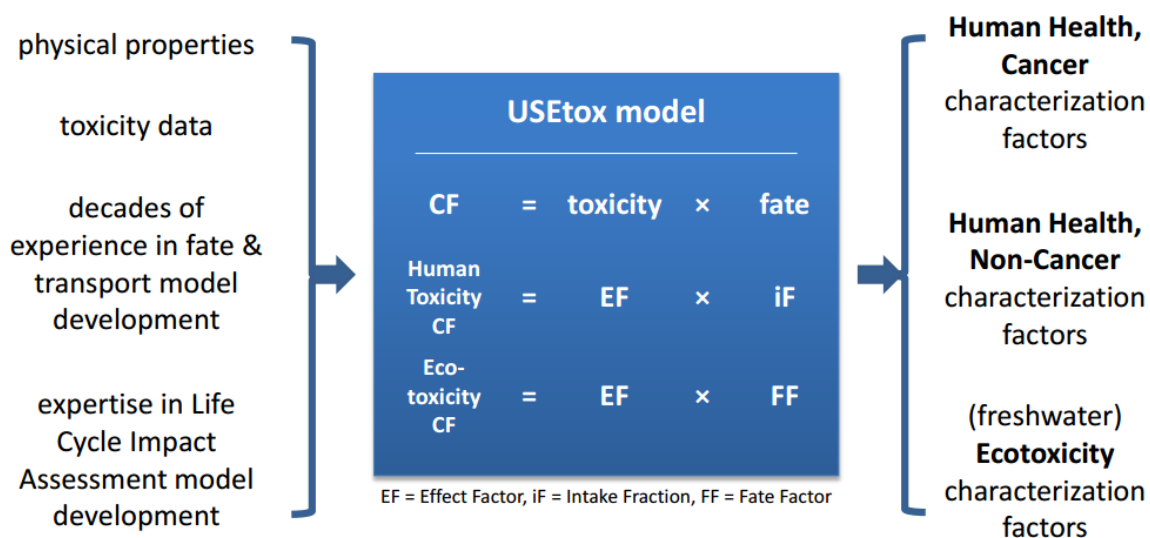 physical properties
toxicity data
decades of
experience in fate &
transport model
development
expertise in Life
Cycle Impact
Assessment model
development
USEtox model
CF = toxicity × fate
Human
Toxicity
CF
= EF × iF
Eco-
toxicity
CF
= EF × FF
EF = Effect Factor, iF = Intake Fraction, FF = Fate Factor
Human Health,
Cancer
characterization
factors
Human Health,
Non-Cancer
characterization
factors
(freshwater)
Ecotoxicity
characterization
factors